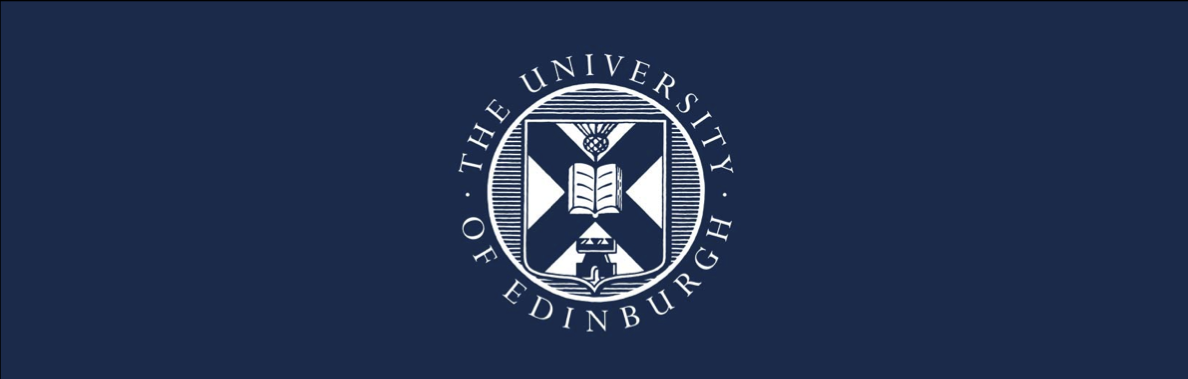 THE UNIVERSITY
OF EDINBURGH